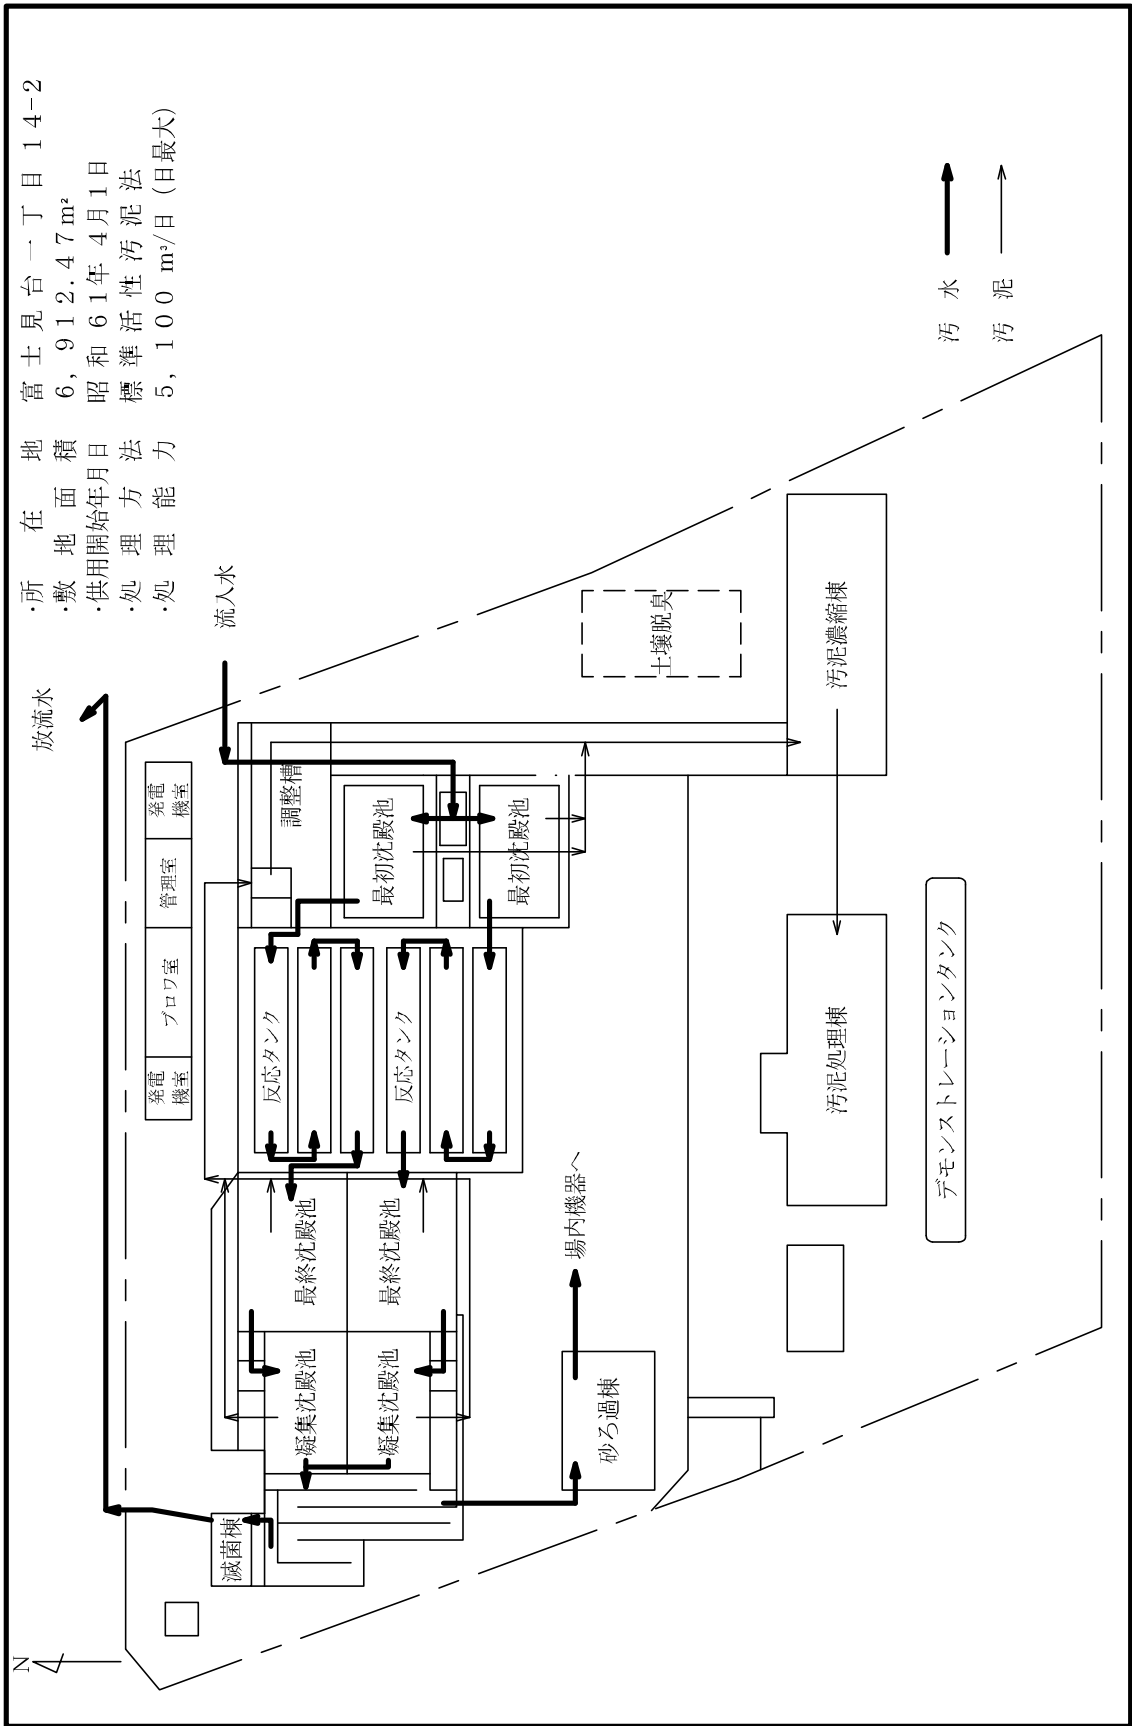 ・所在地 富士見台一丁目14-2
・敷地面積 6,912.47m²
・供用開始年月日 昭和61年4月1日
・処理方法 標準活性汚泥法
・処理能力 5,100 m³/日(日最大)
放流水
流入水
発電機室
管理室
ブロワ室
発電機室
調整槽
最初沈殿池
最初沈殿池
反応タンク
反応タンク
最終沈殿池
最終沈殿池
凝集沈殿池
凝集沈殿池
滅菌棟
砂ろ過棟
場内機器へ
土壌脱臭
汚泥濃縮棟
汚泥処理棟
デモンストレーションタンク
汚水
汚泥
N